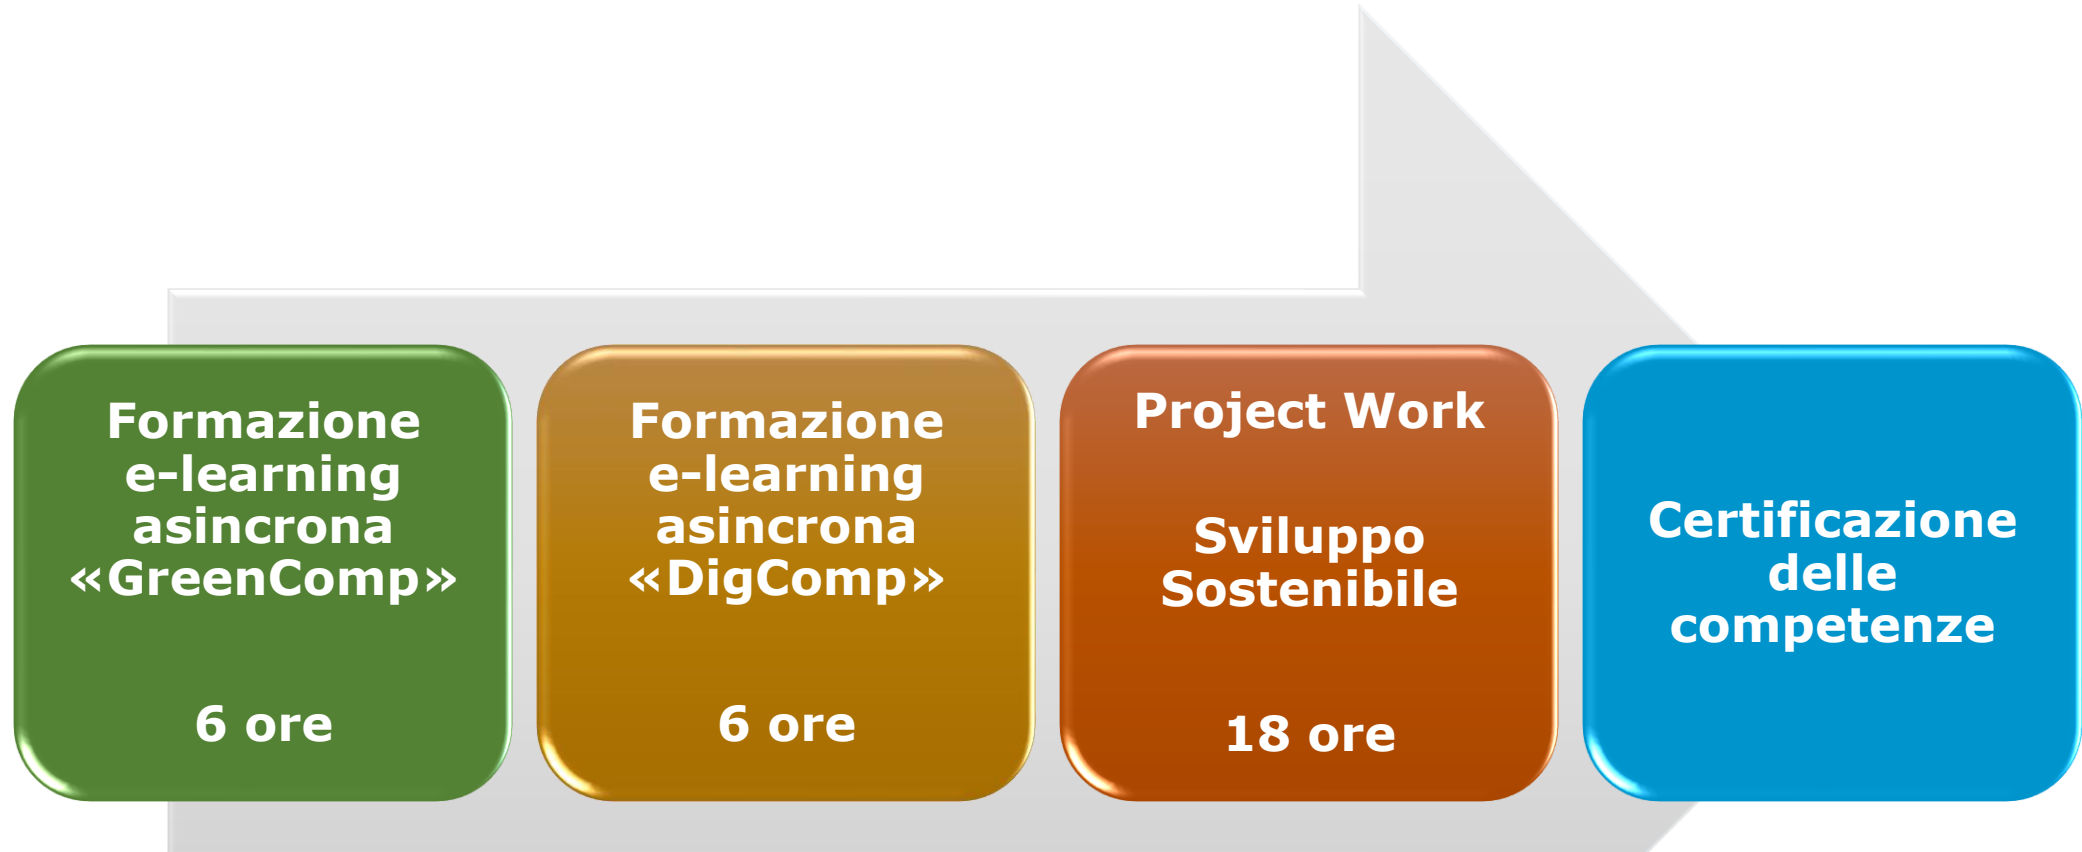 Formazione
e-learning
asincrona
«GreenComp»
6 ore
Formazione
e-learning
asincrona
«DigComp»
6 ore
Project Work
Sviluppo
Sostenibile
18 ore
Certificazione
delle
competenze